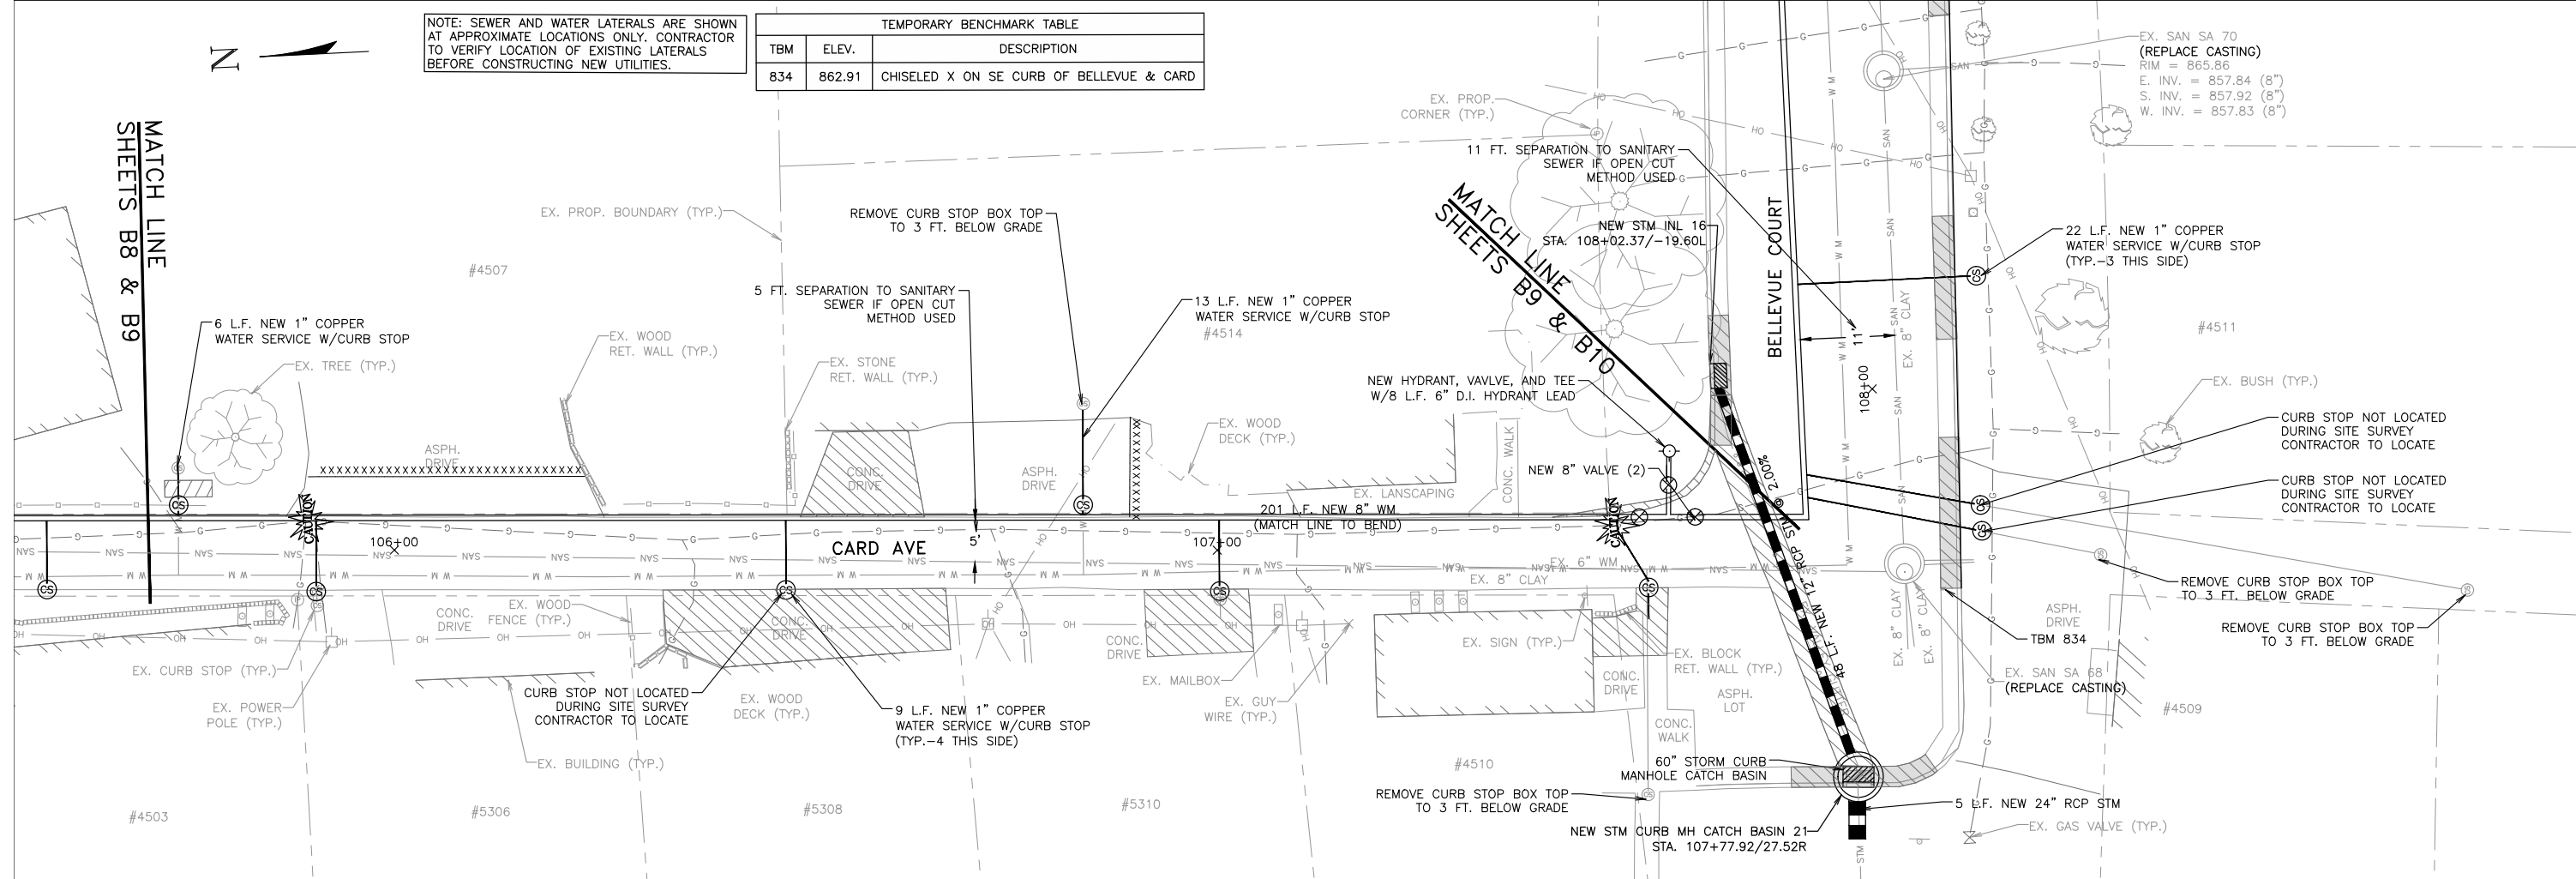 NOTE: SEWER AND WATER LATERALS ARE SHOWN
AT APPROXIMATE LOCATIONS ONLY. CONTRACTOR
TO VERIFY LOCATION OF EXISTING LATERALS
BEFORE CONSTRUCTING NEW UTILITIES.
TEMPORARY BENCHMARK TABLE
TBM ELEV. DESCRIPTION
834 862.91 CHISELED X ON SE CURB OF BELLEVUE & CARD
N
MATCH LINE
SHEETS B8 & B9
EX. SAN SA 70
(REPLACE CASTING)
RIM = 865.86
E. INV. = 857.84 (8")
S. INV. = 857.92 (8")
W. INV. = 857.83 (8")
EX. PROP.
CORNER (TYP.)
11 FT. SEPARATION TO SANITARY
SEWER IF OPEN CUT
METHOD USED
MATCH LINE
SHEETS B9 & B10
NEW STM INL 16
STA. 108+02.37/-19.60L
BELLEVUE COURT
22 L.F. NEW 1" COPPER
WATER SERVICE W/CURB STOP
(TYP.-3 THIS SIDE)
EX. PROP. BOUNDARY (TYP.)
REMOVE CURB STOP BOX TOP
TO 3 FT. BELOW GRADE
#4507
5 FT. SEPARATION TO SANITARY
SEWER IF OPEN CUT
METHOD USED
13 L.F. NEW 1" COPPER
WATER SERVICE W/CURB STOP
#4514
6 L.F. NEW 1" COPPER
WATER SERVICE W/CURB STOP
EX. TREE (TYP.)
EX. WOOD
RET. WALL (TYP.)
EX. STONE
RET. WALL (TYP.)
11'
EX. 8" CLAY
108+00
#4511
EX. BUSH (TYP.)
NEW HYDRANT, VAVLVE, AND TEE
W/8 L.F. 6" D.I. HYDRANT LEAD
CURB STOP NOT LOCATED
DURING SITE SURVEY
CONTRACTOR TO LOCATE
CURB STOP NOT LOCATED
DURING SITE SURVEY
CONTRACTOR TO LOCATE
ASPH.
DRIVE
CONC.
DRIVE
ASPH.
DRIVE
EX. WOOD
DECK (TYP.)
CONC. WALK
NEW 8" VALVE (2)
EX. LANSCAPING
201 L.F. NEW 8" WM
(MATCH LINE TO BEND)
CAUTION
CAUTION
106+00
CARD AVE
5'
107+00
EX. 6" WM
EX. 8" CLAY
48 L.F. NEW 12" RCP STM @ 2.00%
EX. 8" CLAY
EX. 8" CLAY
REMOVE CURB STOP BOX TOP
TO 3 FT. BELOW GRADE
REMOVE CURB STOP BOX TOP
TO 3 FT. BELOW GRADE
ASPH.
DRIVE
TBM 834
EX. SAN SA 68
(REPLACE CASTING)
#4509
CONC.
DRIVE
EX. WOOD
FENCE (TYP.)
CONC.
DRIVE
CONC.
DRIVE
EX. SIGN (TYP.)
EX. BLOCK
RET. WALL (TYP.)
EX. CURB STOP (TYP.)
EX. POWER
POLE (TYP.)
CURB STOP NOT LOCATED
DURING SITE SURVEY
CONTRACTOR TO LOCATE
EX. WOOD
DECK (TYP.)
9 L.F. NEW 1" COPPER
WATER SERVICE W/CURB STOP
(TYP.-4 THIS SIDE)
EX. MAILBOX
EX. GUY
WIRE (TYP.)
CONC.
DRIVE
ASPH.
LOT
CONC.
WALK
EX. BUILDING (TYP.)
#4510
60" STORM CURB
MANHOLE CATCH BASIN
REMOVE CURB STOP BOX TOP
TO 3 FT. BELOW GRADE
5 L.F. NEW 24" RCP STM
EX. GAS VALVE (TYP.)
#4503
#5306
#5308
#5310
NEW STM CURB MH CATCH BASIN 21
STA. 107+77.92/27.52R
STM